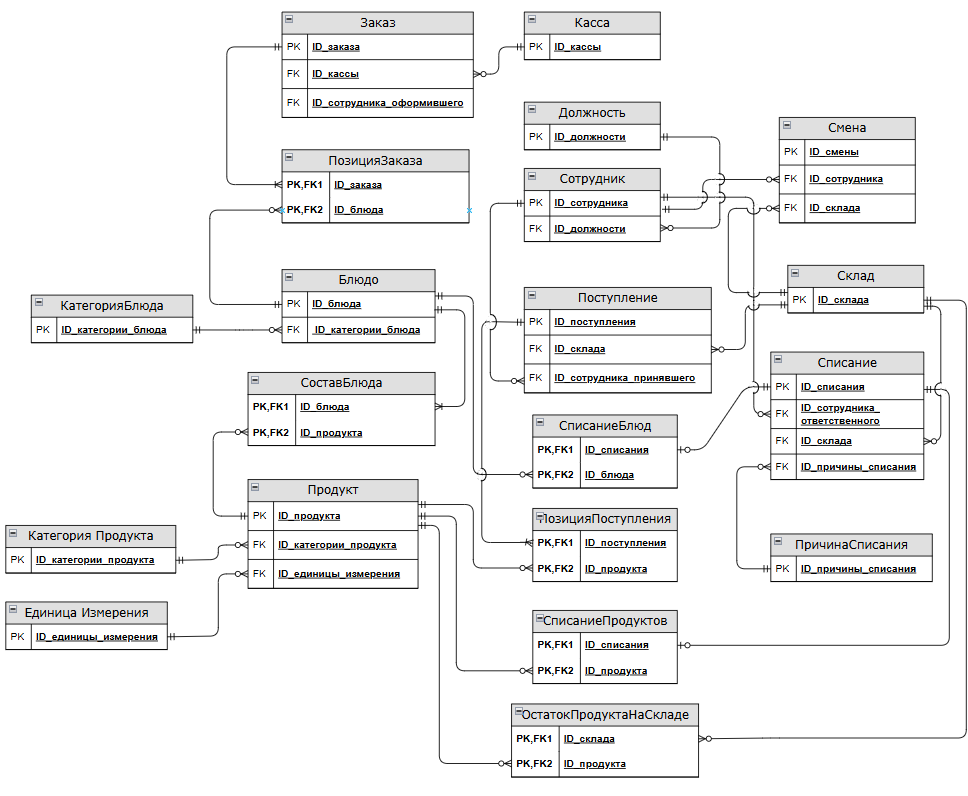 Заказ
PK ID_заказа
FK ID_кассы
FK ID_сотрудника_оформившего
Касса
PK ID_кассы
Должность
PK ID_должности
Смена
PK ID_смены
FK ID_сотрудника
FK ID_склада
ПозицияЗаказа
PK,FK1 ID_заказа
PK,FK2 ID_блюда
Сотрудник
PK ID_сотрудника
FK ID_должности
Блюдо
PK ID_блюда
FK ID_категории_блюда
КатегорияБлюда
PK ID_категории_блюда
Поступление
PK ID_поступления
FK ID_склада
FK ID_сотрудника_принявшего
Склад
PK ID_склада
Списание
PK ID_списания
FK ID_сотрудника_
ответственного
FK ID_склада
FK ID_причины_списания
СоставБлюда
PK,FK1 ID_блюда
PK,FK2 ID_продукта
СписаниеБлюд
PK,FK1 ID_списания
PK,FK2 ID_блюда
Продукт
PK ID_продукта
FK ID_категории_продукта
FK ID_единицы_измерения
Категория Продукта
PK ID_категории_продукта
ПозицияПоступления
PK,FK1 ID_поступления
PK,FK2 ID_продукта
ПричинаСписания
PK ID_причины_списания
Единица Измерения
PK ID_единицы_измерения
СписаниеПродуктов
PK,FK1 ID_списания
PK,FK2 ID_продукта
ОстатокПродуктаНаСкладе
PK,FK1 ID_склада
PK,FK2 ID_продукта